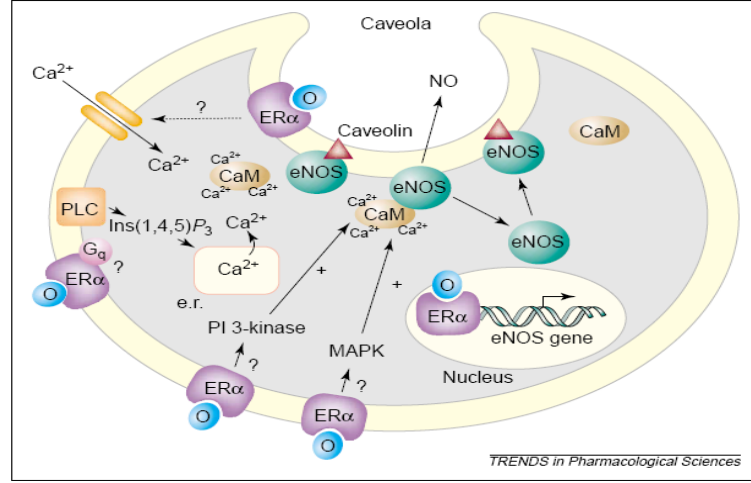 Caveola
Ca²⁺
NO
?
O
ERα
Caveolin
CaM
Ca²⁺
Ca²⁺
CaM
Ca²⁺
Ca²⁺
eNOS
eNOS
eNOS
PLC
Ins(1,4,5)P₃
Ca²⁺
Ca²⁺
CaM
Ca²⁺
Ca²⁺
eNOS
Gq
?
ERα
O
Ca²⁺
+
+
e.r.
O
ERα
eNOS gene
PI 3-kinase
MAPK
Nucleus
?
?
ERα
O
ERα
O
TRENDS in Pharmacological Sciences